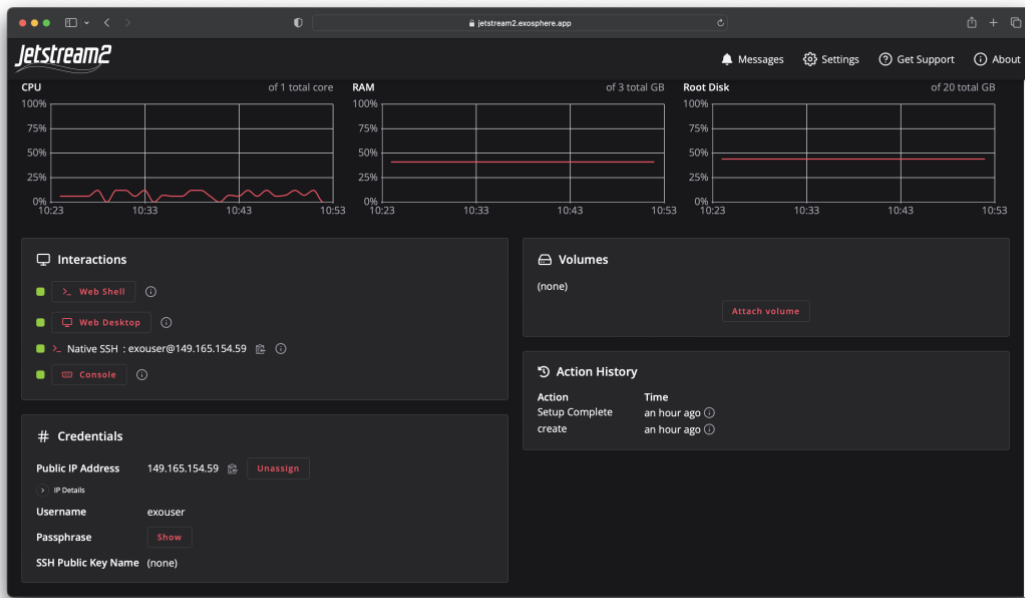 jetstream2.exosphere.app
Jetstream2
Messages Settings Get Support About
CPU of 1 total core
100%
75%
50%
25%
0%
10:23 10:33 10:43 10:53
RAM of 3 total GB
100%
75%
50%
25%
0%
10:23 10:33 10:43 10:53
Root Disk of 20 total GB
100%
75%
50%
25%
0%
10:23 10:33 10:43 10:53
Interactions
>_ Web Shell
Web Desktop
>_ Native SSH : exouser@149.165.154.59
Console
# Credentials
Public IP Address 149.165.154.59 Unassign
> IP Details
Username exouser
Passphrase Show
SSH Public Key Name (none)
Volumes
(none)
Attach volume
Action History
Action Time
Setup Complete an hour ago
create an hour ago